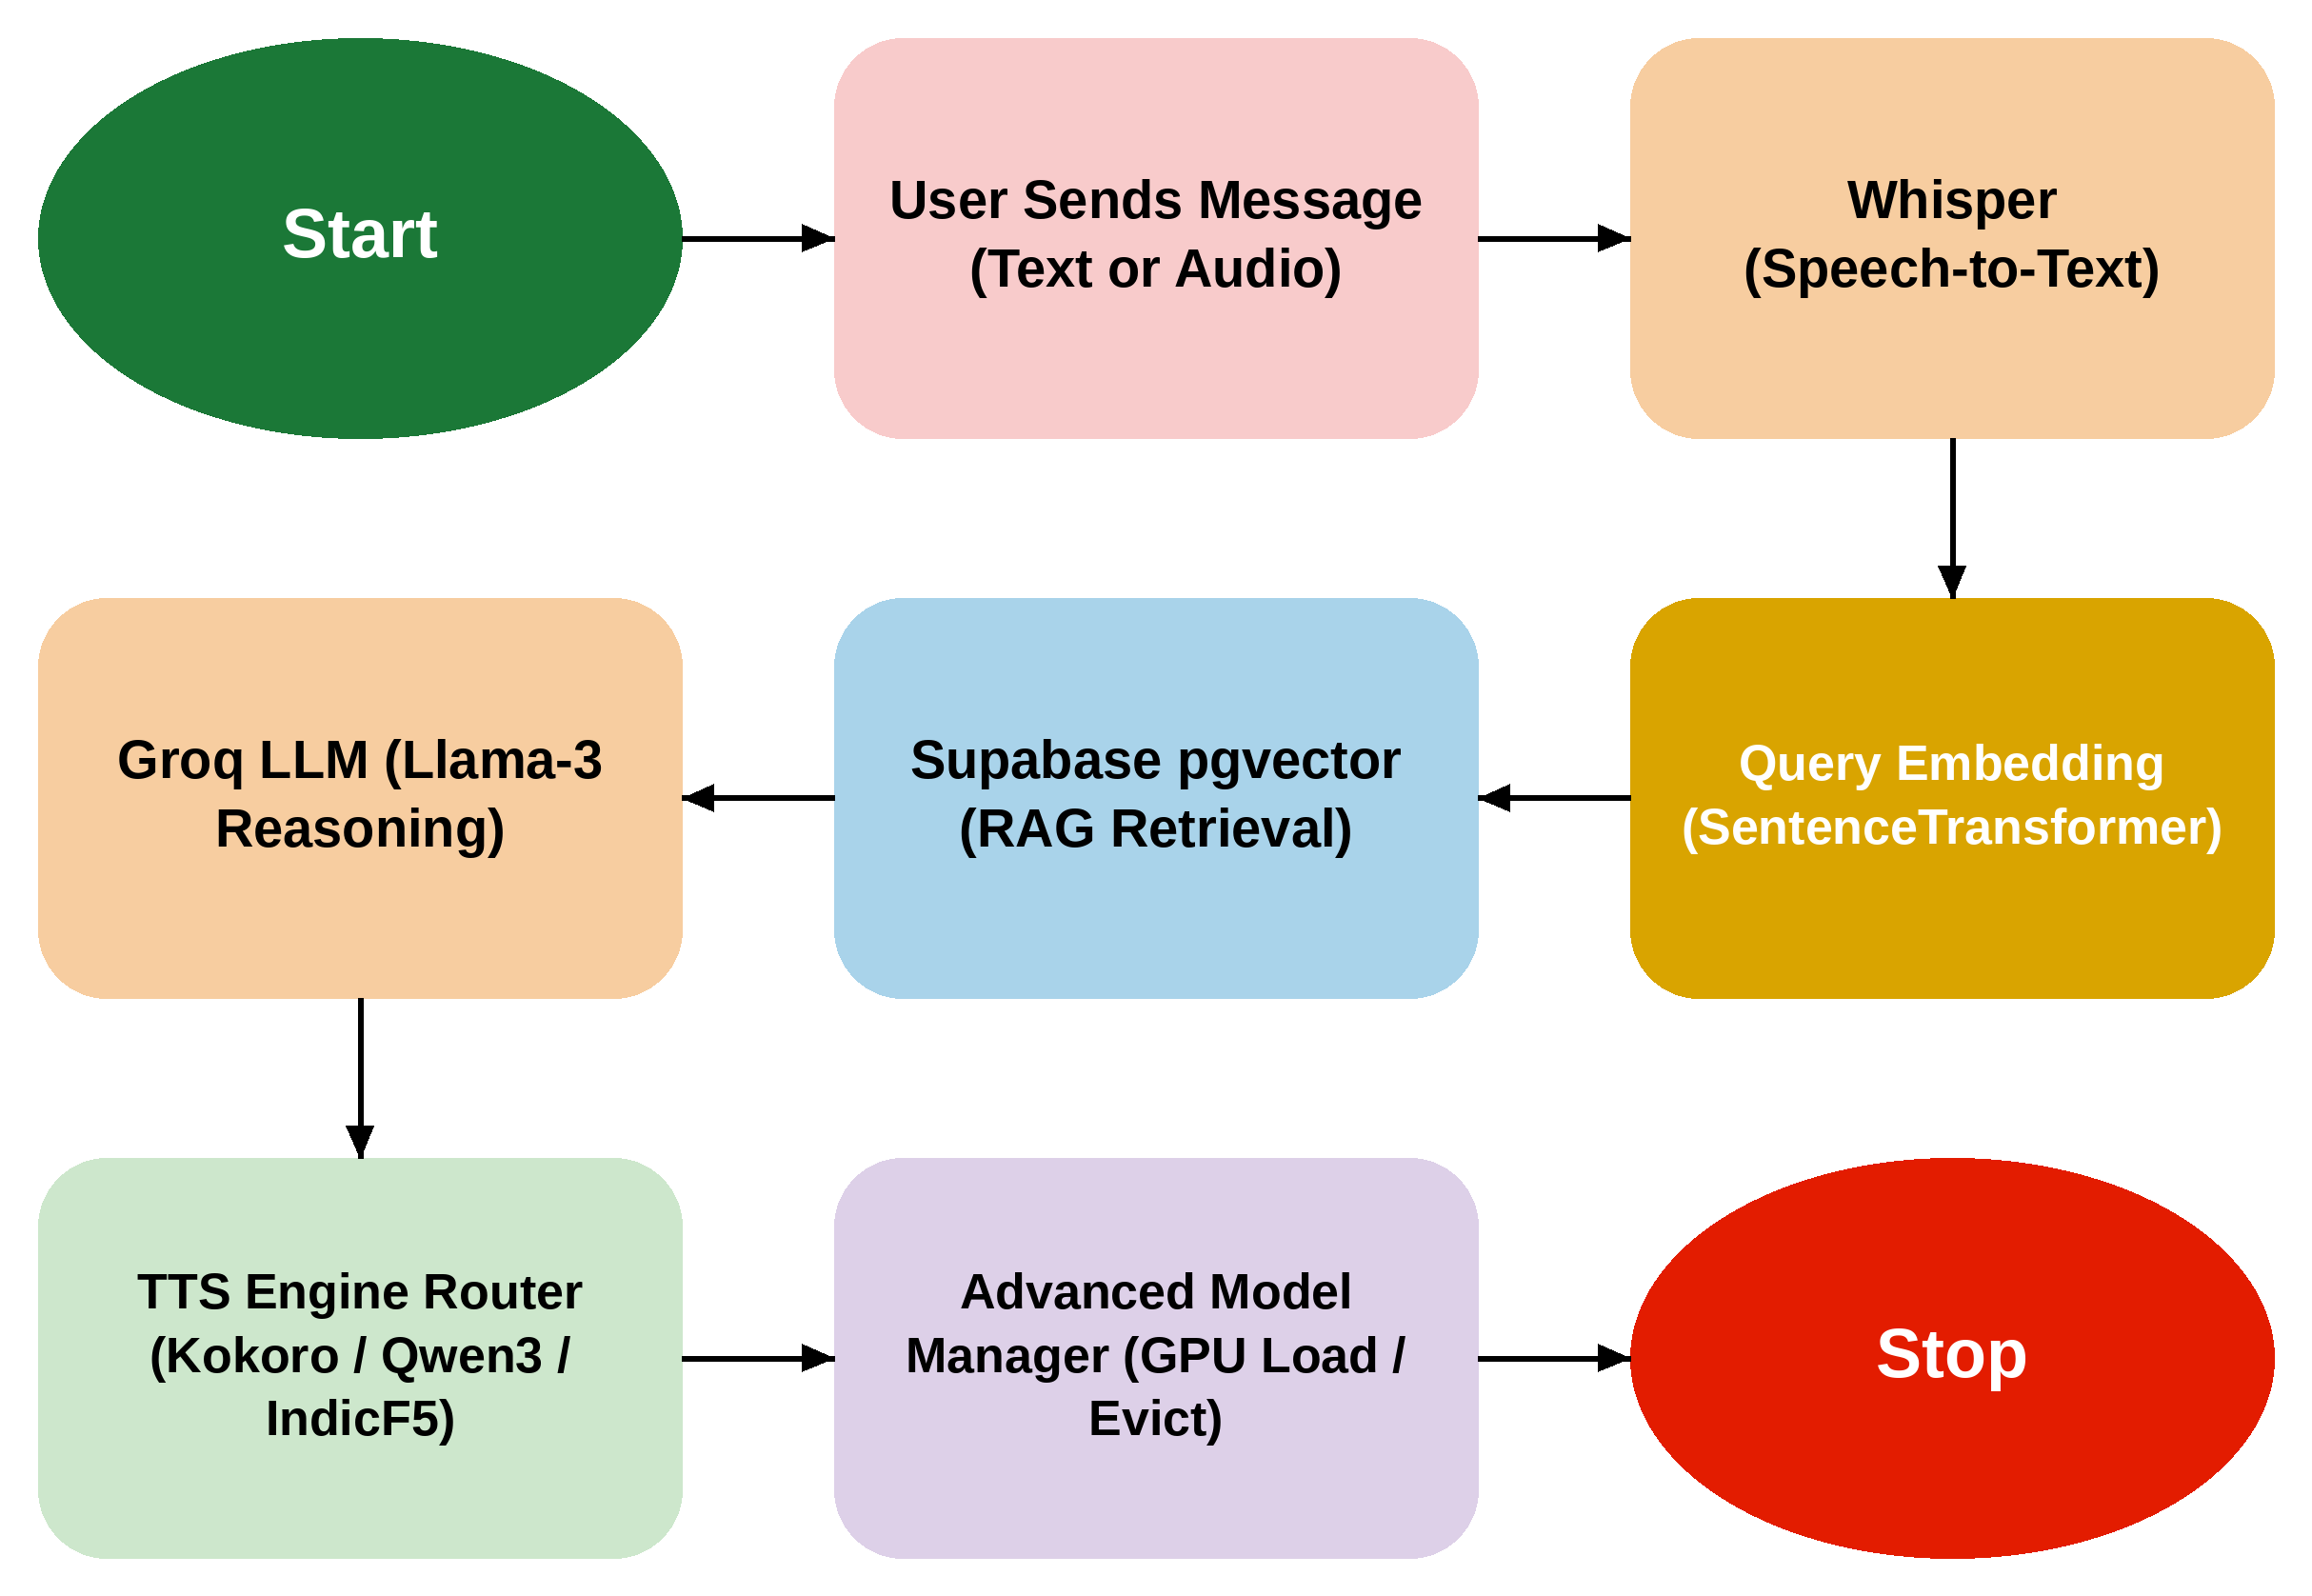 Start
User Sends Message
(Text or Audio)
Whisper
(Speech-to-Text)
Groq LLM (Llama-3
Reasoning)
Supabase pgvector
(RAG Retrieval)
Query Embedding
(SentenceTransformer)
TTS Engine Router
(Kokoro / Qwen3 /
IndicF5)
Advanced Model
Manager (GPU Load /
Evict)
Stop